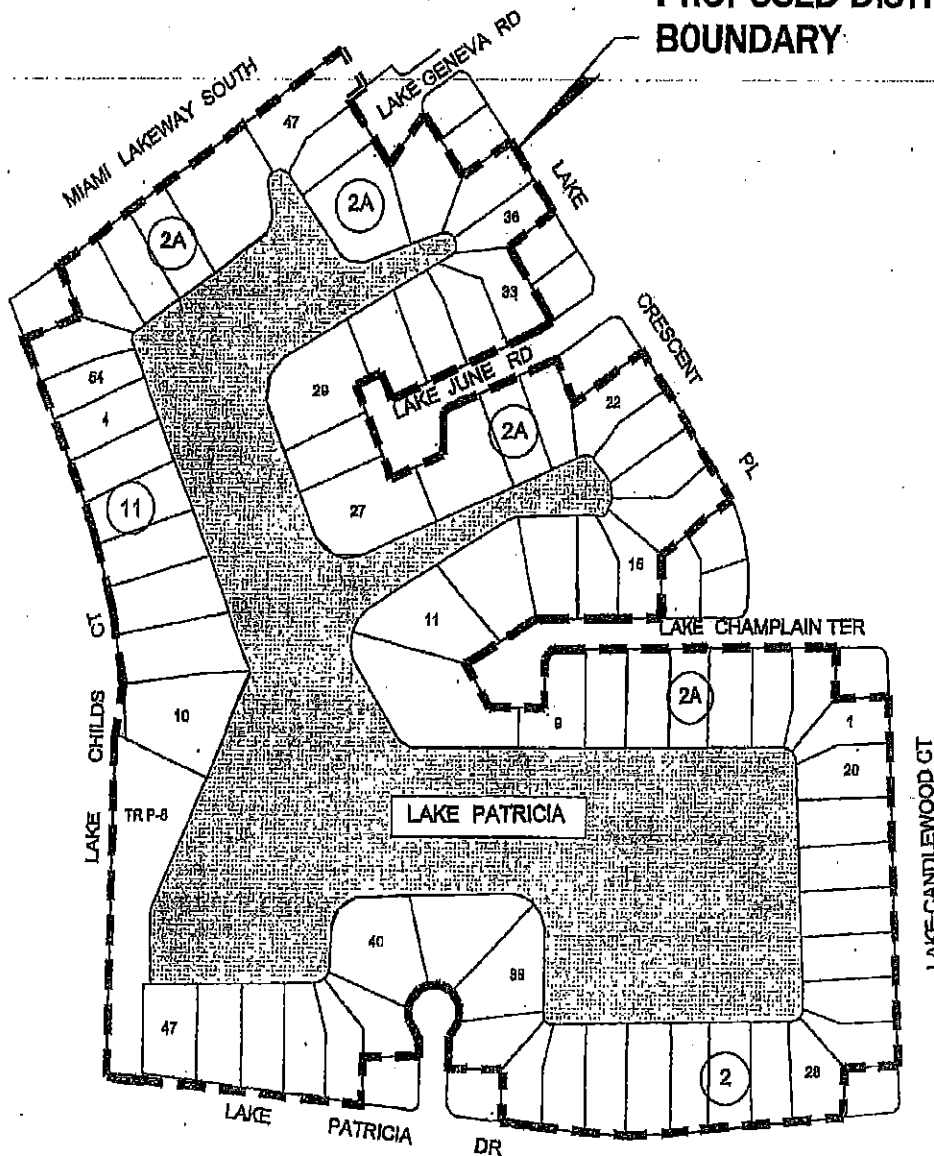 PROPOSED DIST
BOUNDARY
MIAMI LAKEWAY SOUTH
LAKE GENEVA RD
47
2A
2A
LAKE
36
33
CRESCENT
PL
64
4
29
LAKE JUNE RD
22
2A
11
27
16
11
LAKE CHAMPLAIN TER
CT
CHILDS
LAKE
10
9
2A
1
20
LAKE CANDLEWOOD CT
TR P-8
LAKE PATRICIA
40
39
47
2
28
LAKE
PATRICIA
DR